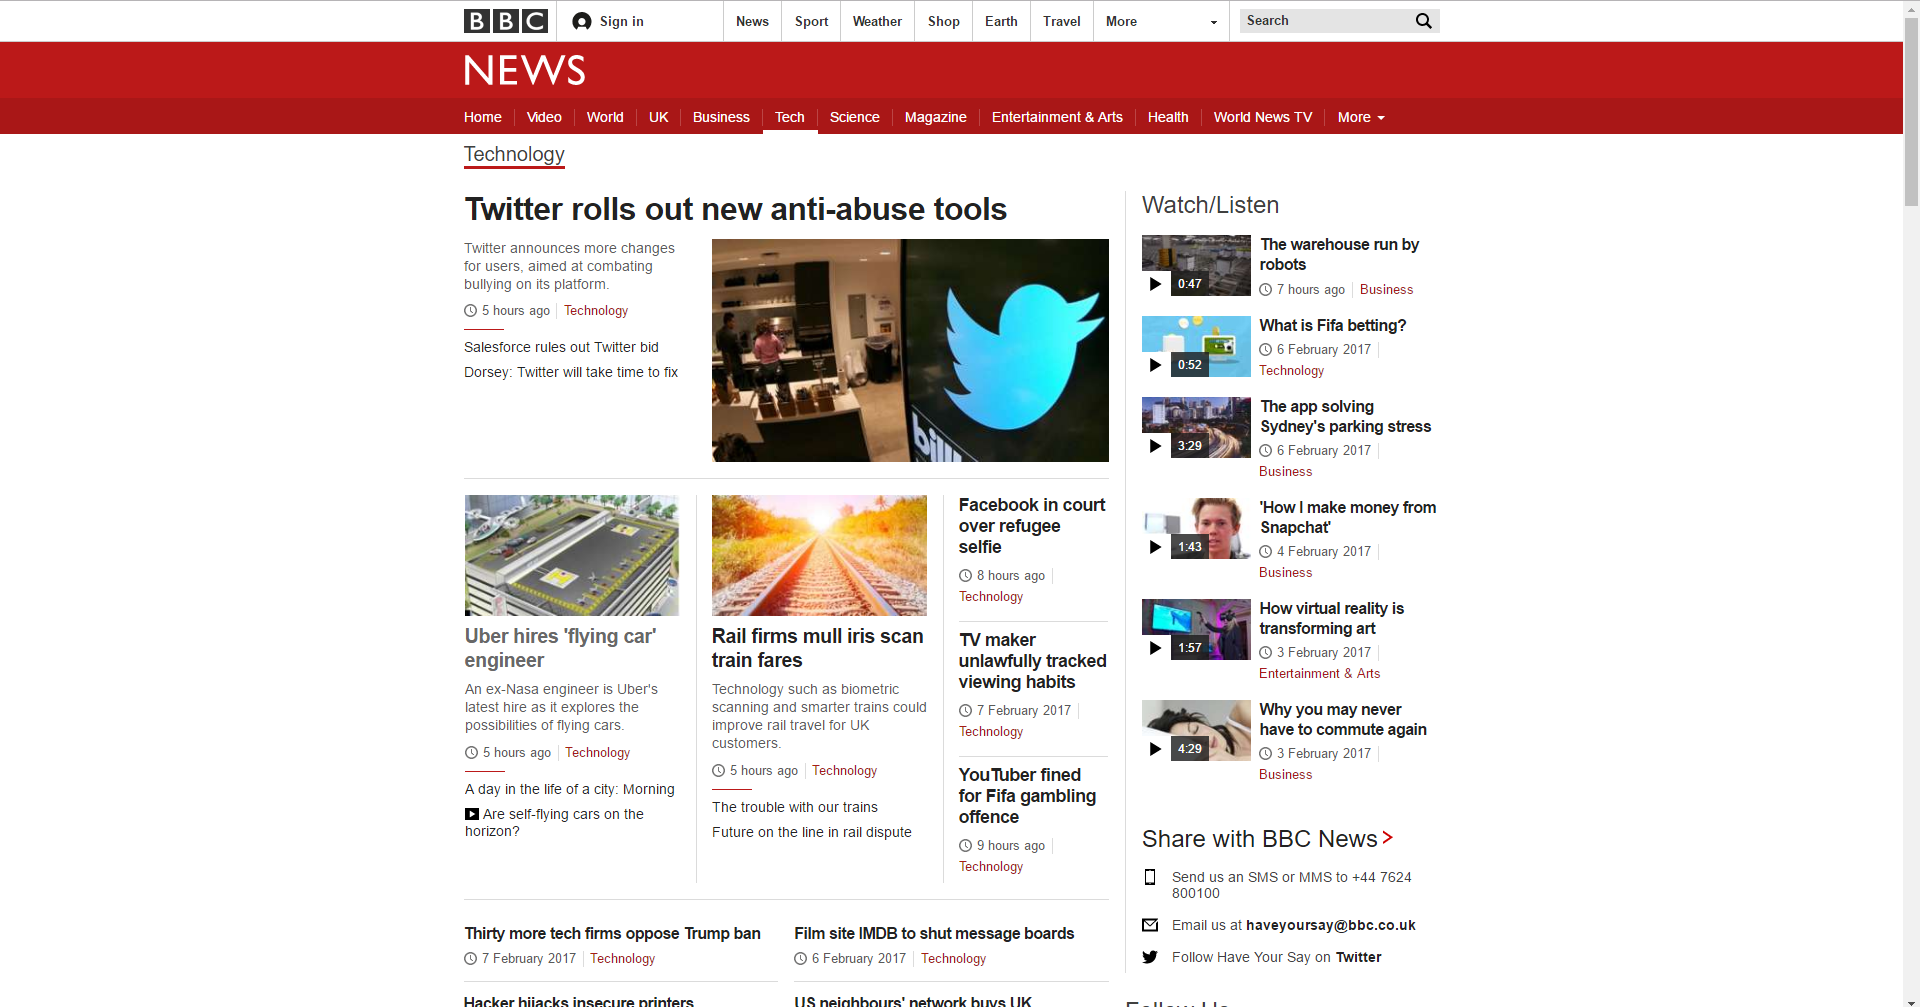 BBC
Sign in
News
Sport
Weather
Shop
Earth
Travel
More
Search
NEWS
Home
Video
World
UK
Business
Tech
Science
Magazine
Entertainment & Arts
Health
World News TV
More
Technology
Twitter rolls out new anti-abuse tools
Twitter announces more changes
for users, aimed at combating
bullying on its platform.
5 hours ago
Technology
Salesforce rules out Twitter bid
Dorsey: Twitter will take time to fix
Uber hires 'flying car'
engineer
An ex-Nasa engineer is Uber's
latest hire as it explores the
possibilities of flying cars.
5 hours ago
Technology
A day in the life of a city: Morning
Are self-flying cars on the
horizon?
Rail firms mull iris scan
train fares
Technology such as biometric
scanning and smarter trains could
improve rail travel for UK
customers.
5 hours ago
Technology
The trouble with our trains
Future on the line in rail dispute
Facebook in court
over refugee
selfie
8 hours ago
Technology
TV maker
unlawfully tracked
viewing habits
7 February 2017
Technology
YouTuber fined
for Fifa gambling
offence
9 hours ago
Technology
Thirty more tech firms oppose Trump ban
7 February 2017
Technology
Film site IMDB to shut message boards
6 February 2017
Technology
Hacker hijacks insecure printers
US neighbours' network buys UK
Watch/Listen
0:47
The warehouse run by
robots
7 hours ago
Business
0:52
What is Fifa betting?
6 February 2017
Technology
3:29
The app solving
Sydney's parking stress
6 February 2017
Business
1:43
'How I make money from
Snapchat'
4 February 2017
Business
1:57
How virtual reality is
transforming art
3 February 2017
Entertainment & Arts
4:29
Why you may never
have to commute again
3 February 2017
Business
Share with BBC News
Send us an SMS or MMS to +44 7624
800100
Email us at haveyoursay@bbc.co.uk
Follow Have Your Say on Twitter
Follow Us